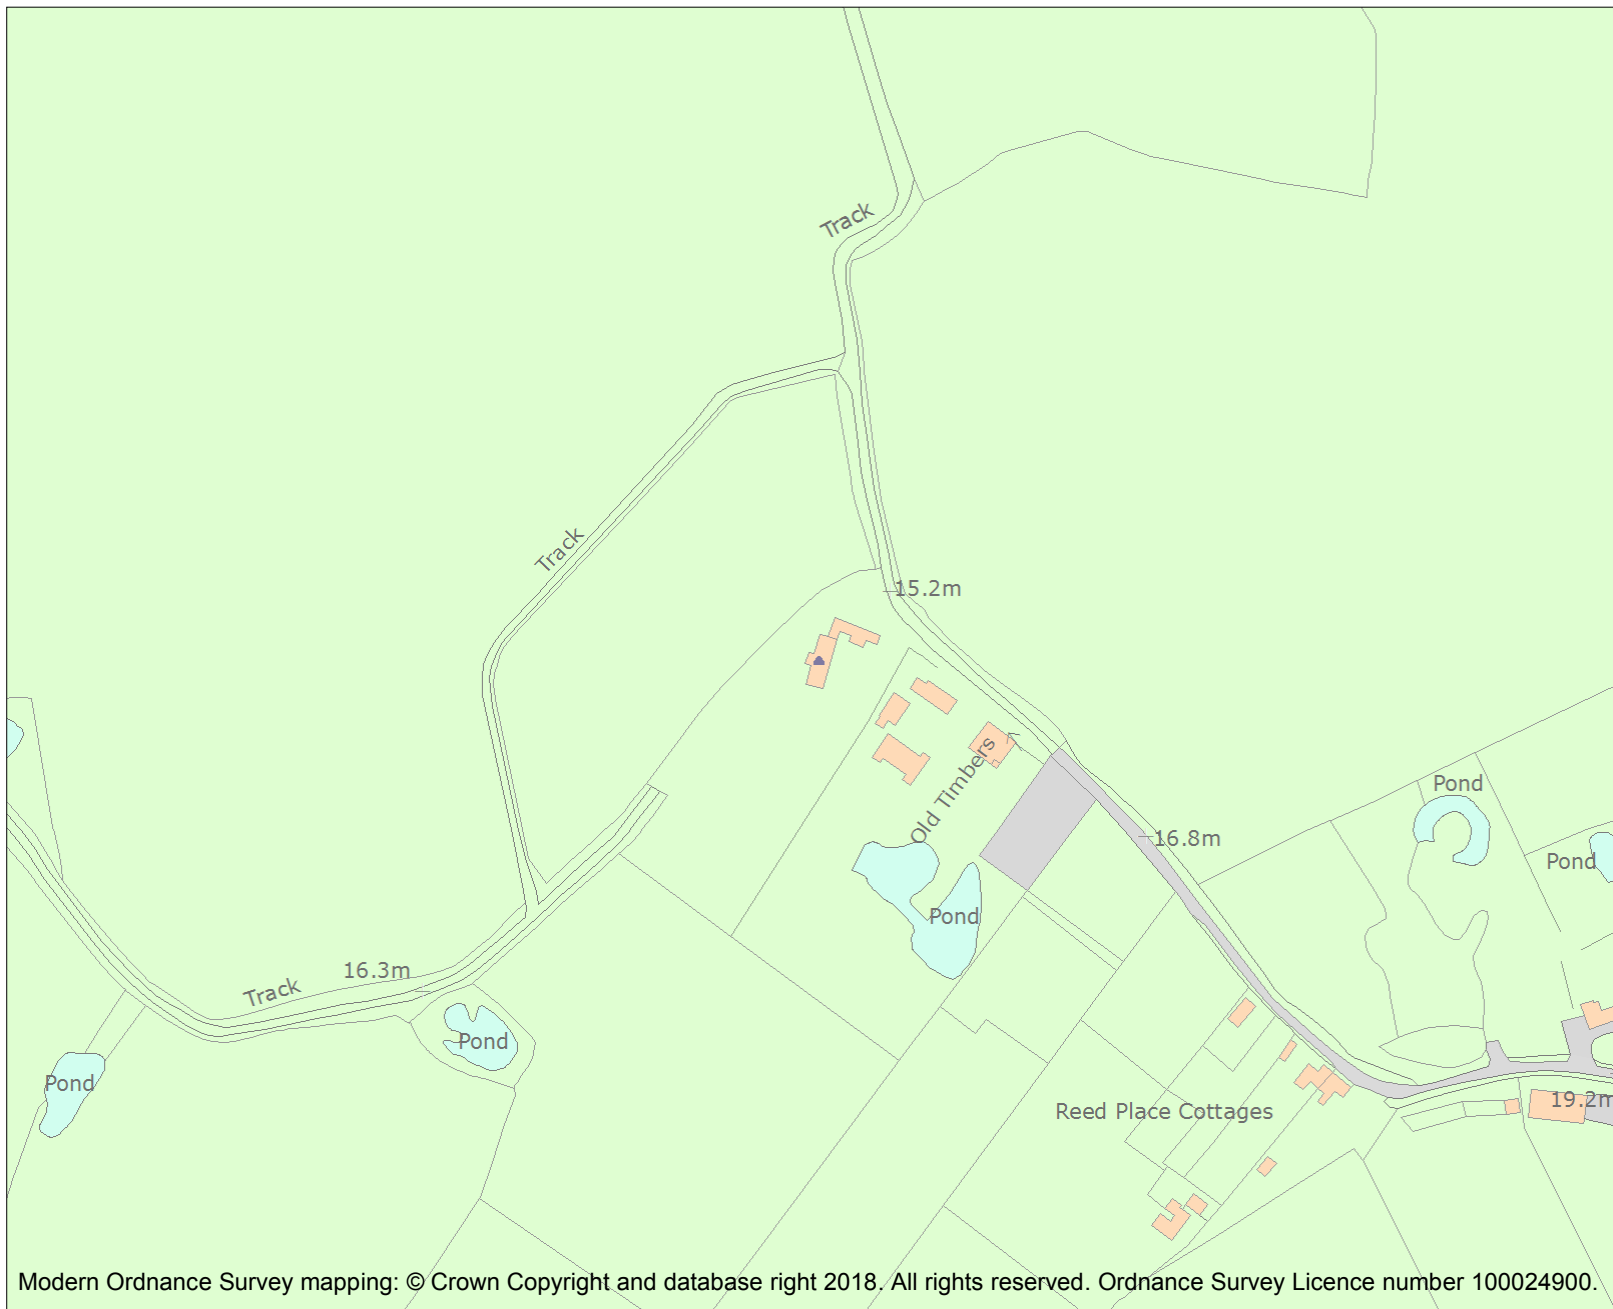 Track
Track
15.2m
Old Timbers
Pond
16.8m
Pond
Pond
16.3m
Track
Pond
Pond
Reed Place Cottages
19.2m
Modern Ordnance Survey mapping: © Crown Copyright and database right 2018. All rights reserved. Ordnance Survey Licence number 100024900.